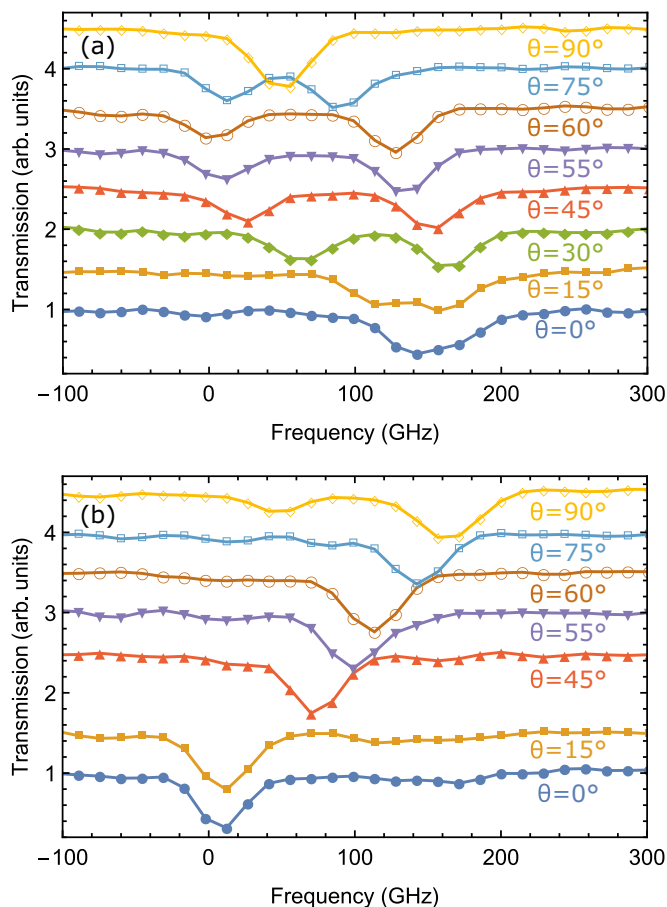 (a)
θ=90°
θ=75°
θ=60°
θ=55°
θ=45°
θ=30°
θ=15°
θ=0°
4
3
2
1
Transmission (arb. units)
−100 0 100 200 300
Frequency (GHz)
(b)
θ=90°
θ=75°
θ=60°
θ=55°
θ=45°
θ=15°
θ=0°
4
3
2
1
Transmission (arb. units)
−100 0 100 200 300
Frequency (GHz)